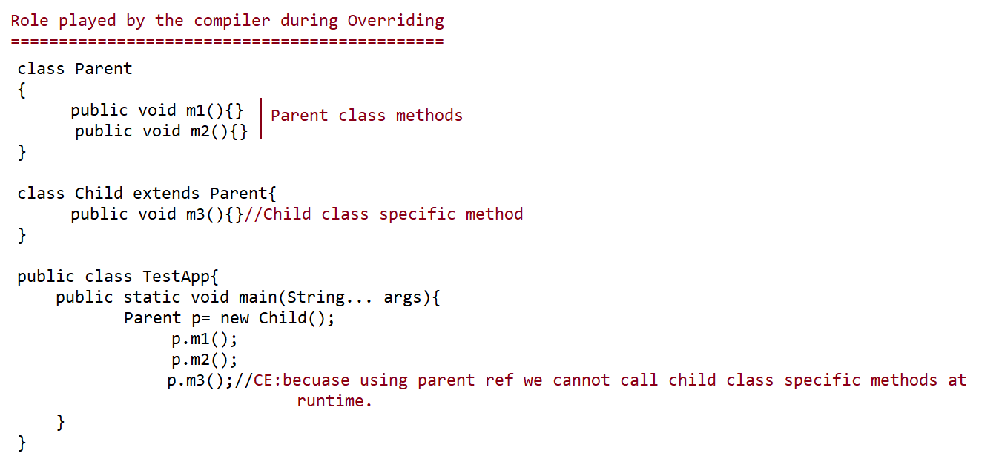 Role played by the compiler during Overriding
=============================================
class Parent
{
public void m1(){} Parent class methods
public void m2(){}
}
class Child extends Parent{
public void m3(){}//Child class specific method
}
public class TestApp{
public static void main(String... args){
Parent p= new Child();
p.m1();
p.m2();
p.m3();//CE:becuase using parent ref we cannot call child class specific methods at
runtime.
}
}